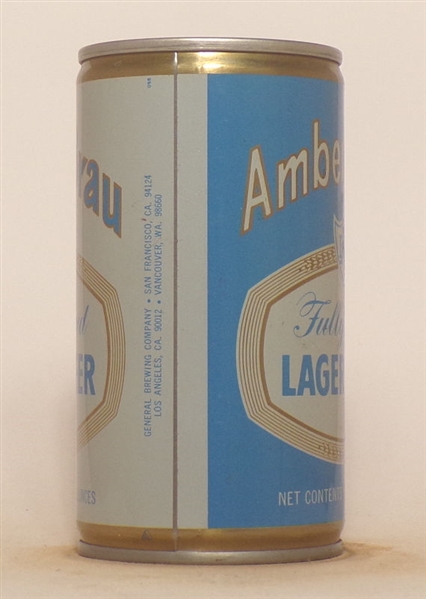 rau
ER
GENERAL BREWING COMPANY • SAN FRANCISCO, CA. 94124
LOS ANGELES, CA. 90012 • VANCOUVER, WA. 98660
Ambe
Fully
LAGER
NET CONTENTS